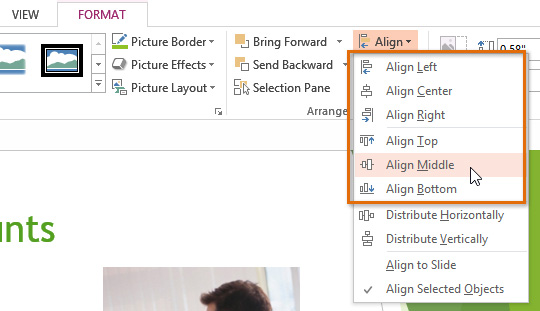 VIEW FORMAT
Picture Border Bring Forward Align 0.58"
Picture Effects Send Backward
Picture Layout Selection Pane
Arrange
Align Left
Align Center
Align Right
Align Top
Align Middle
Align Bottom
Distribute Horizontally
Distribute Vertically
Align to Slide
Align Selected Objects
unts